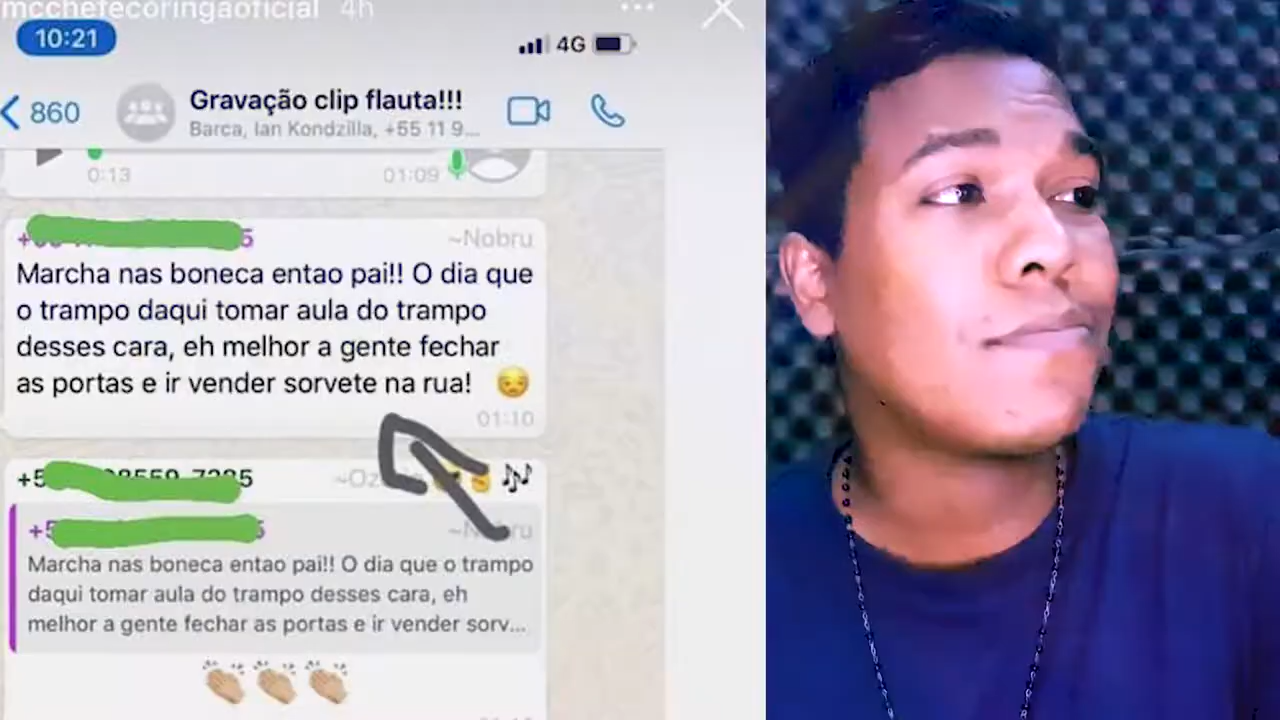 mcchefecoringaoficial 4h
10:21
4G
860
Gravação clip flauta!!!
Barca, Ian Kondzilla, +55 11 9...
0:13 01:09
~Nobru
Marcha nas boneca entao pai!! O dia que
o trampo daqui tomar aula do trampo
desses cara, eh melhor a gente fechar
as portas e ir vender sorvete na rua! 😔
01:10
~Nobru
Marcha nas boneca entao pai!! O dia que o trampo
daqui tomar aula do trampo desses cara, eh
melhor a gente fechar as portas e ir vender sorv...
👏🏼👏🏼👏🏼